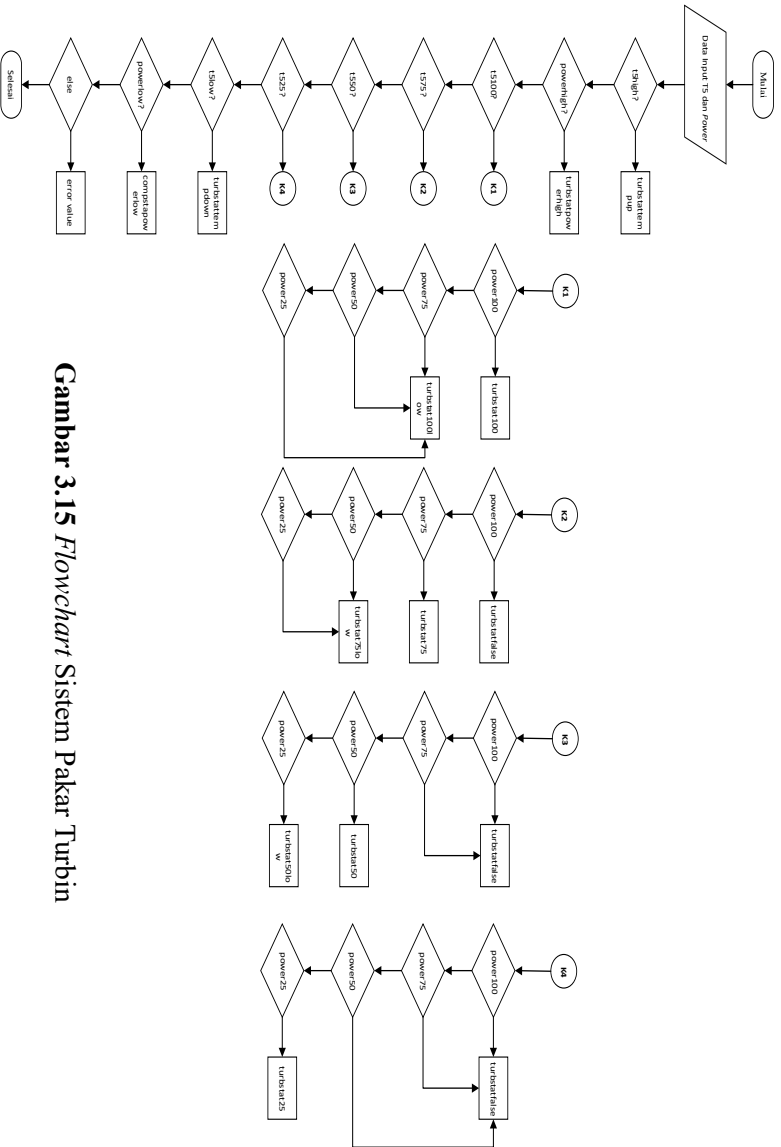 Mulai
Data Input T5 dan Power
t5high?
turbstattem
pup
powerhigh?
turbstatpow
erhigh
t5100?
K1
t575?
K2
t550?
K3
t525?
K4
t5low?
turbstattem
pdown
powerlow?
compstapow
erlow
else
error value
Selesai
K1
power100
turbstat100
power75
turbstat100l
ow
power50
power25
K2
power100
turbstatfalse
power75
turbstat75
power50
turbstat75lo
w
power25
K3
power100
turbstatfalse
power75
power50
turbstat50
power25
turbstat50lo
w
K4
power100
turbstatfalse
power75
power50
power25
turbstat25
Gambar 3.15 Flowchart Sistem Pakar Turbin